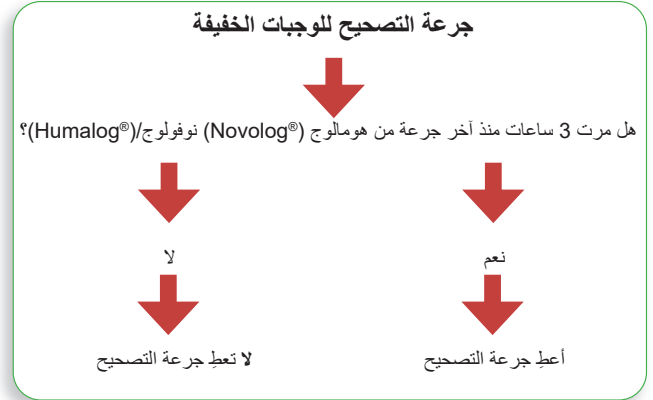 جرعة التصحيح للوجبات الخفيفة
هل مرت 3 ساعات منذ آخر جرعة من هومالوج (Novolog®) نوفولوج/(Humalog®)؟
نعم
لا
أعطِ جرعة التصحيح
لا تعطِ جرعة التصحيح